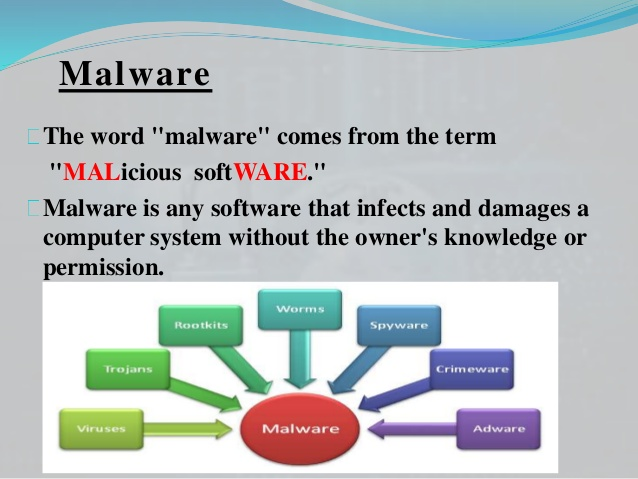 Malware
The word "malware" comes from the term
"MALicious softWARE."
Malware is any software that infects and damages a
computer system without the owner's knowledge or
permission.
Worms
Rootkits
Spyware
Trojans
Crimeware
Viruses
Malware
Adware